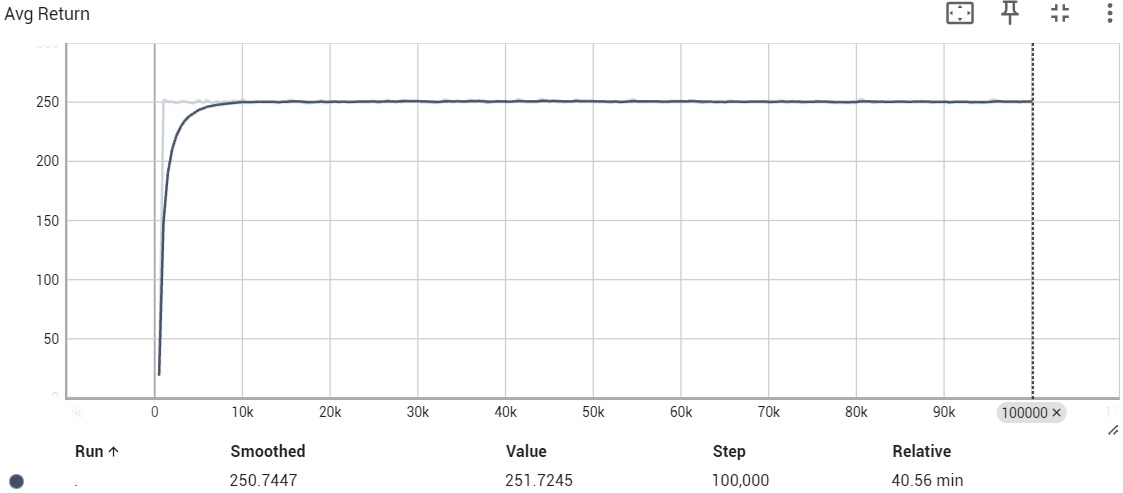 Avg Return
250
200
150
100
50
0
0 10k 20k 30k 40k 50k 60k 70k 80k 90k 100000 ×
Run ↑ Smoothed Value Step Relative
. 250.7447 251.7245 100,000 40.56 min